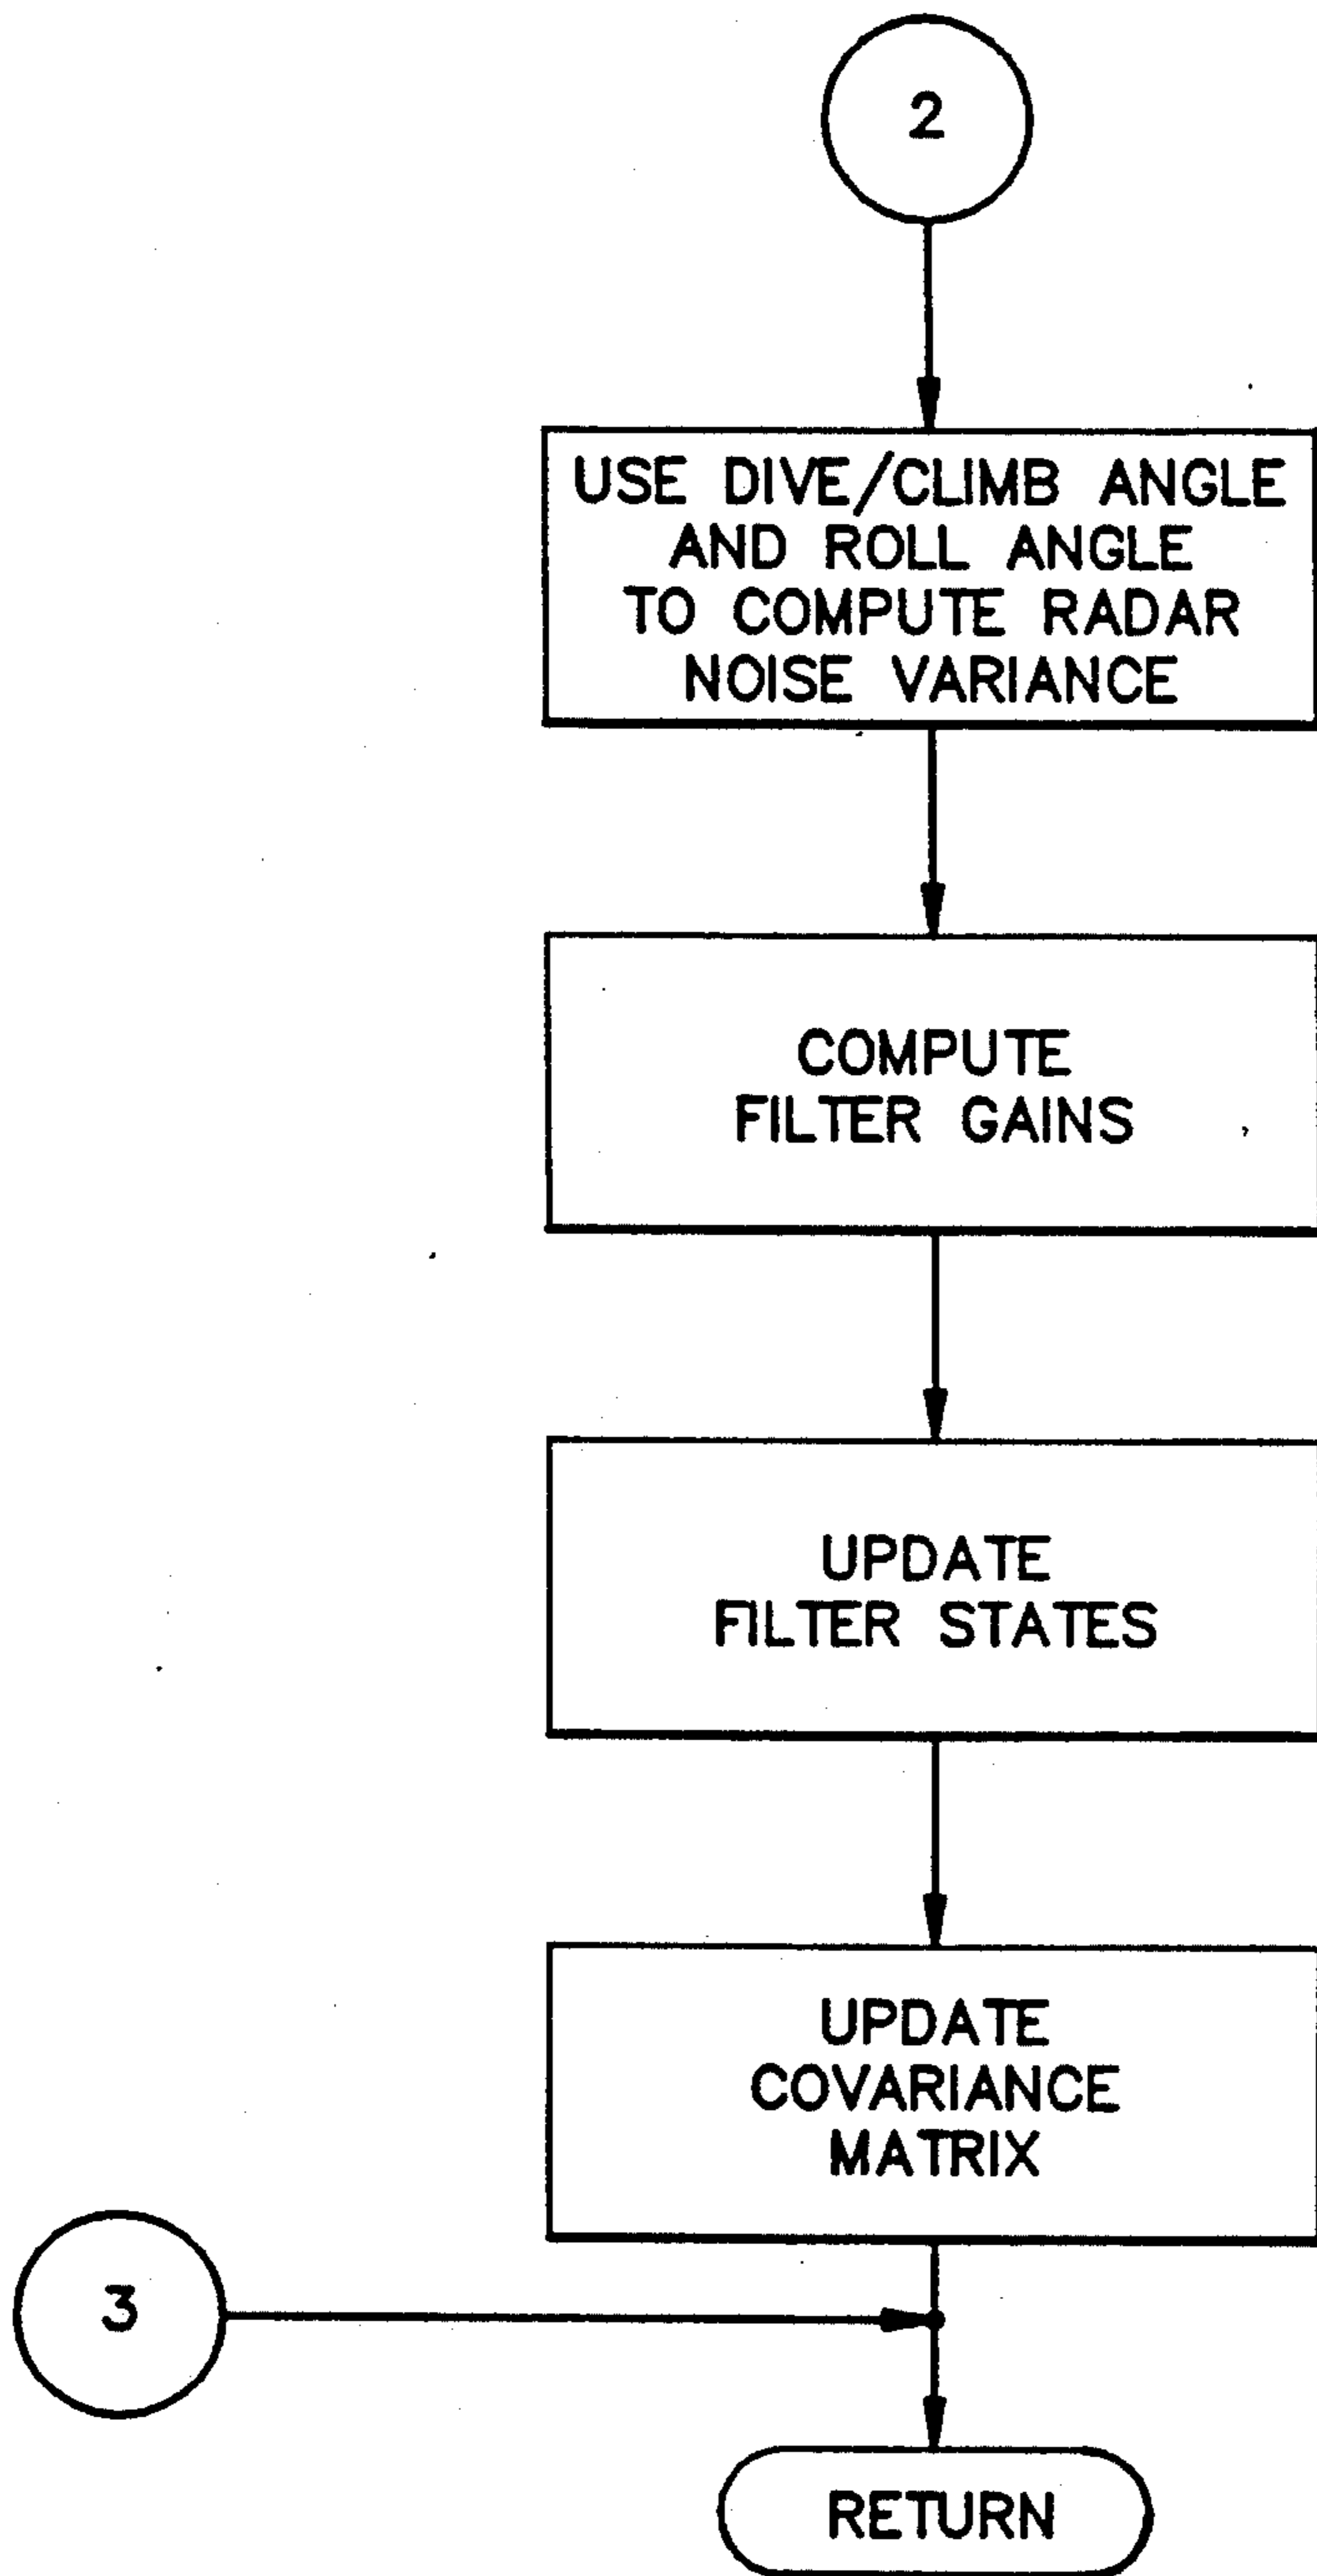 2
USE DIVE/CLIMB ANGLE
AND ROLL ANGLE
TO COMPUTE RADAR
NOISE VARIANCE
COMPUTE
FILTER GAINS
UPDATE
FILTER STATES
UPDATE
COVARIANCE
MATRIX
3
RETURN